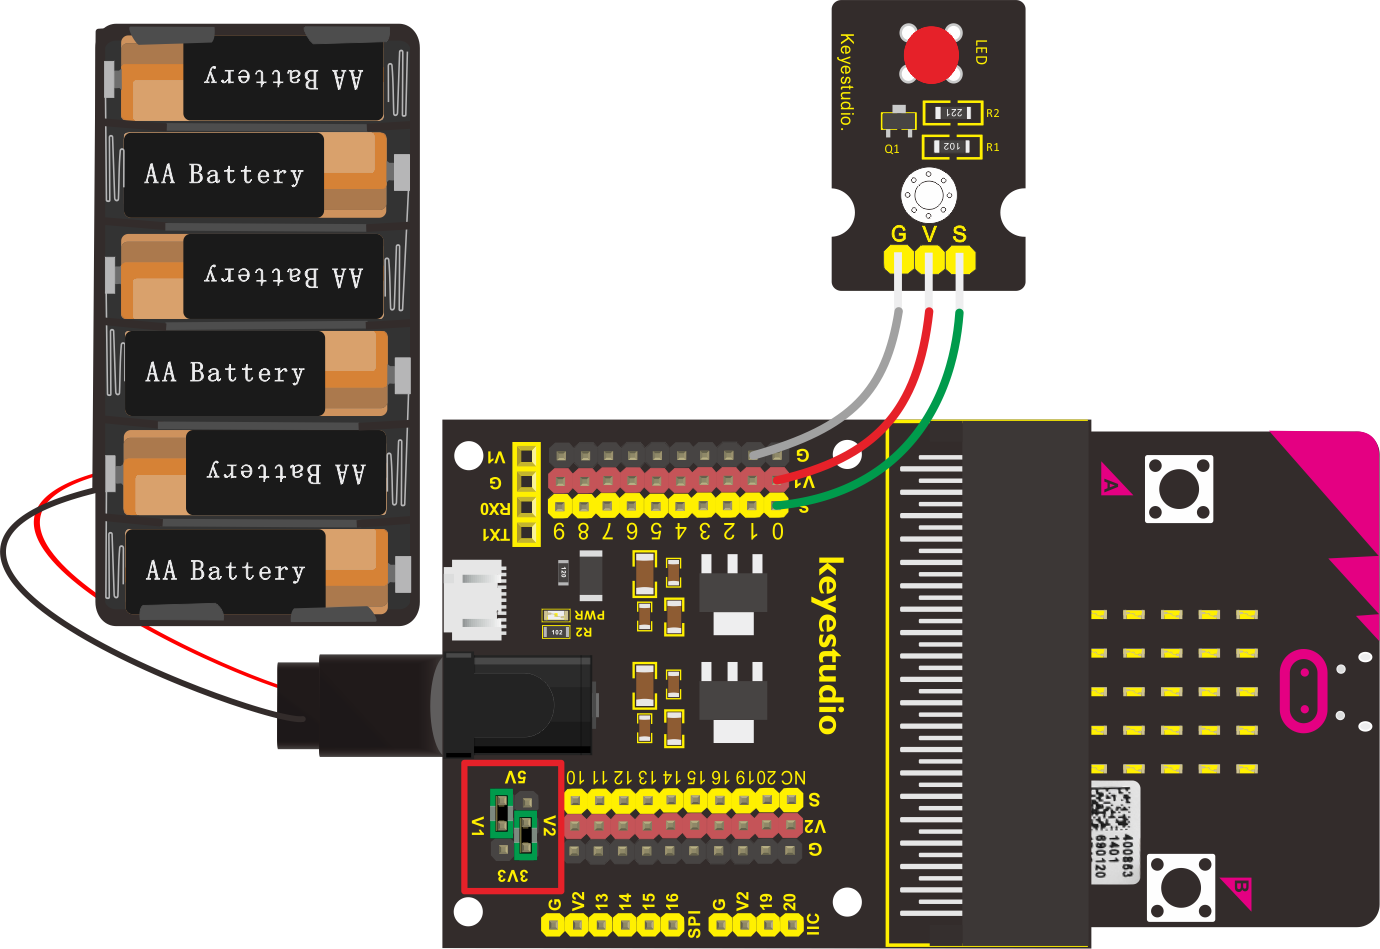 AA Battery
AA Battery
AA Battery
AA Battery
AA Battery
AA Battery
Keyestudio.
LED
221
R2
102
R1
Q1
G V S
V1
G
RX0
TX1
G
V1
S
9 8 7 6 5 4 3 2 1 0
A
120
PWR
102
R2
keyestudio
5V
V1
V2
3V3
10 11 12 13 14 15 16 19 20 NC
S
V2
G
G V2 13 14 15 16 SPI
G V2 19 20 IIC
400863
1401
690120
B